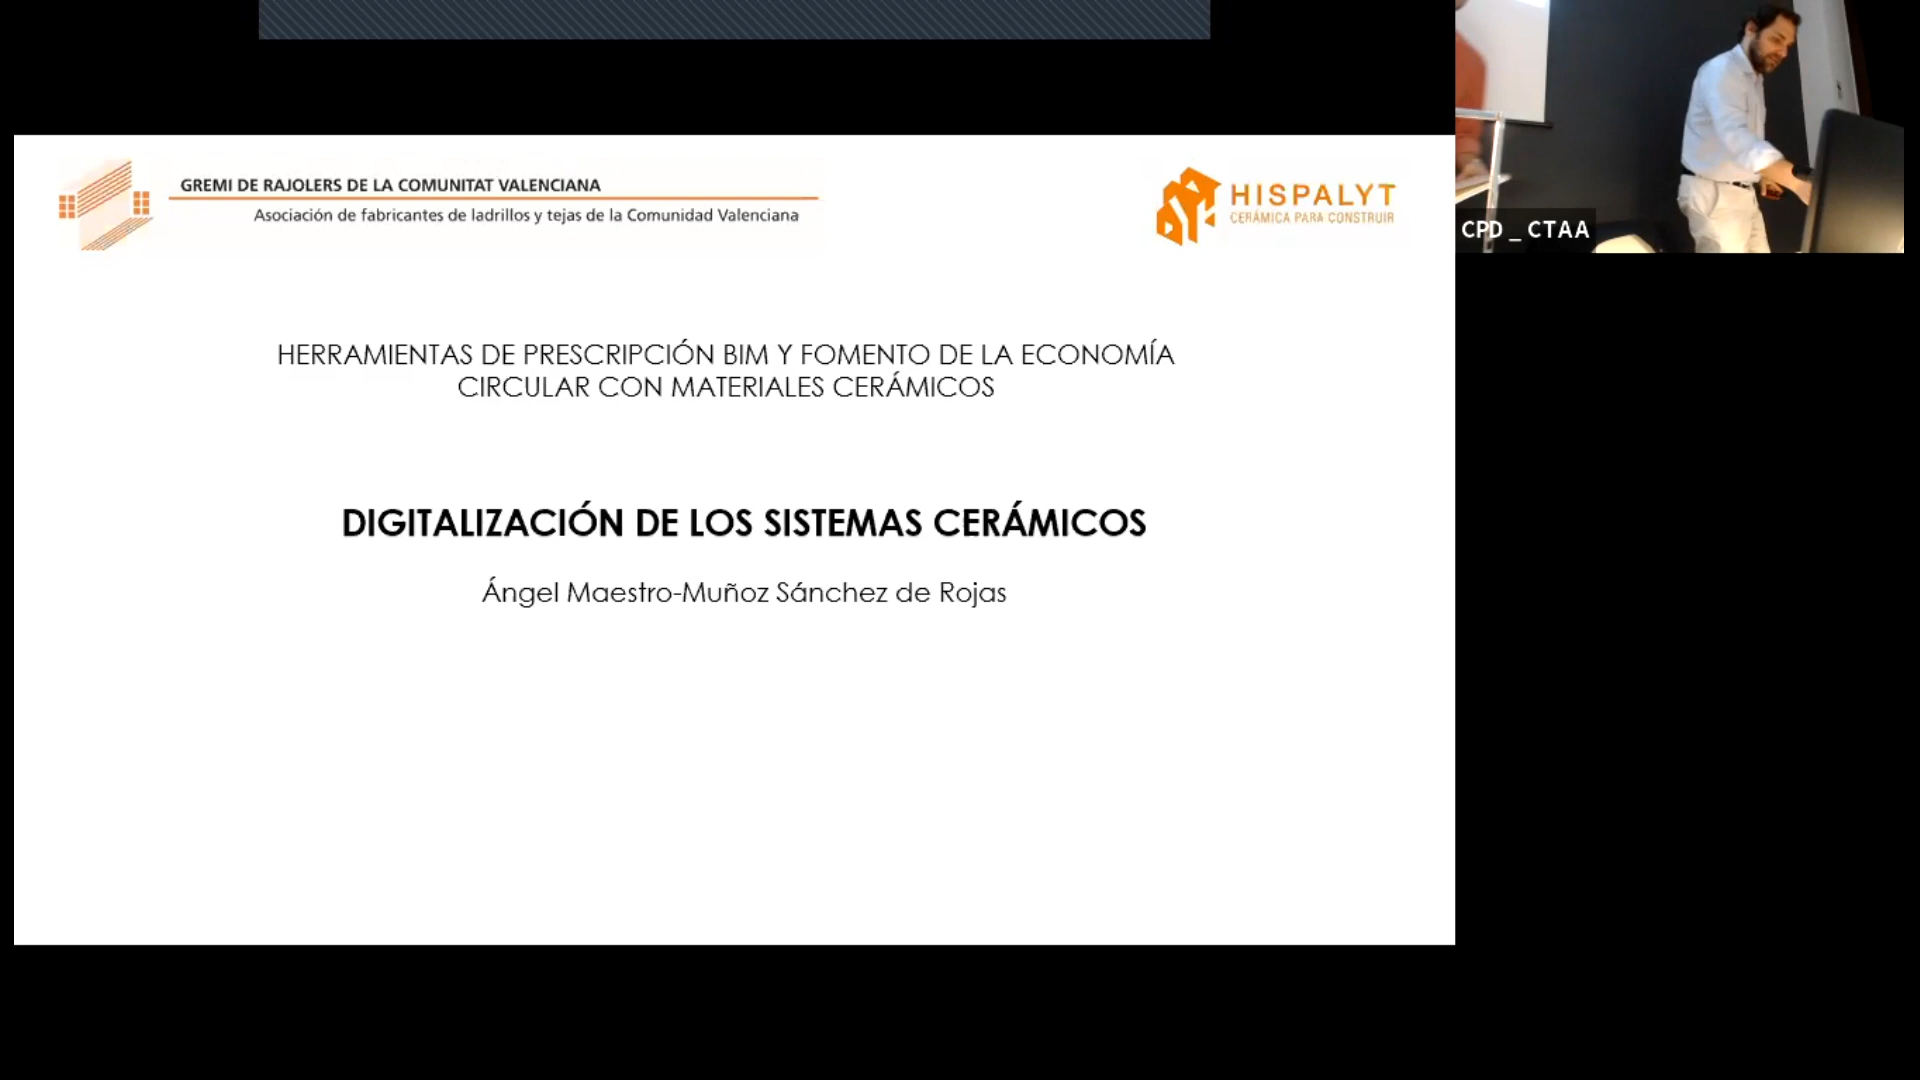 GREMI DE RAJOLERS DE LA COMUNITAT VALENCIANA
Asociación de fabricantes de ladrillos y tejas de la Comunidad Valenciana
HISPALYT
CERÁMICA PARA CONSTRUIR
CPD _ CTAA
HERRAMIENTAS DE PRESCRIPCIÓN BIM Y FOMENTO DE LA ECONOMÍA
CIRCULAR CON MATERIALES CERÁMICOS
DIGITALIZACIÓN DE LOS SISTEMAS CERÁMICOS
Ángel Maestro-Muñoz Sánchez de Rojas